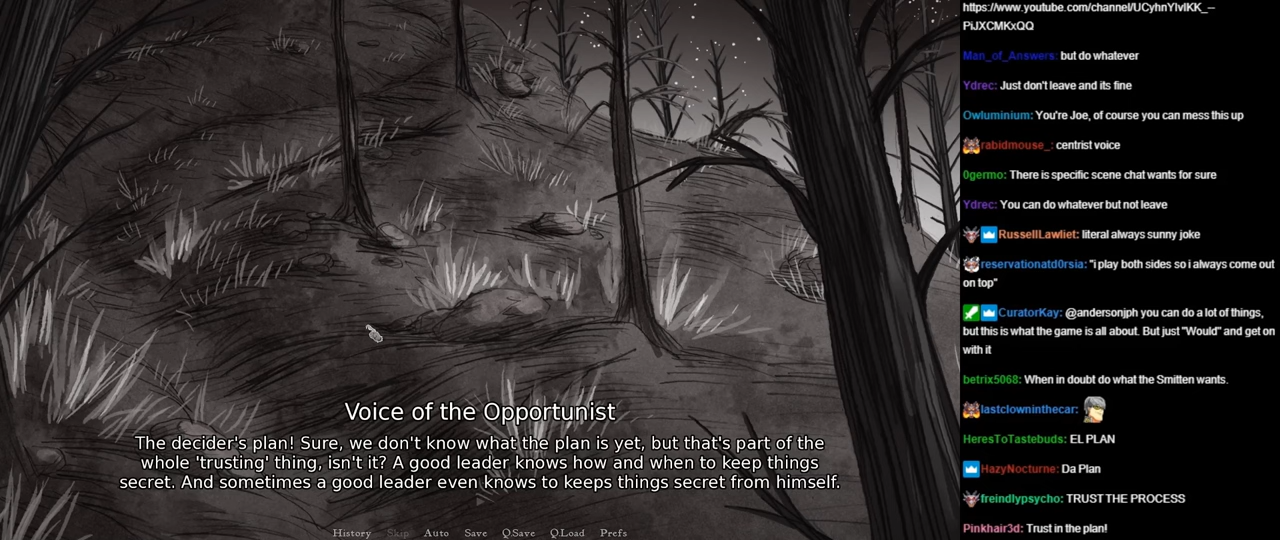 Voice of the Opportunist
The decider's plan! Sure, we don't know what the plan is yet, but that's part of the
whole 'trusting' thing, isn't it? A good leader knows how and when to keep things
secret. And sometimes a good leader even knows to keeps things secret from himself.
History Skip Auto Save Q.Save Q.Load Prefs
https://www.youtube.com/channel/UCyhnYlvIKK_--
PiJXCMKxQQ
Man_of_Answers: but do whatever
Ydrec: Just don't leave and its fine
Owluminium: You're Joe, of course you can mess this up
rabidmouse_: centrist voice
0germo: There is specific scene chat wants for sure
Ydrec: You can do whatever but not leave
RussellLawliet: literal always sunny joke
reservationatd0rsia: "i play both sides so i always come out
on top"
CuratorKay: @andersonjph you can do a lot of things,
but this is what the game is all about. But just "Would" and get on
with it
betrix5068: When in doubt do what the Smitten wants.
lastclowninthecar:
HeresToTastebuds: EL PLAN
HazyNocturne: Da Plan
freindlypsycho: TRUST THE PROCESS
Pinkhair3d: Trust in the plan!